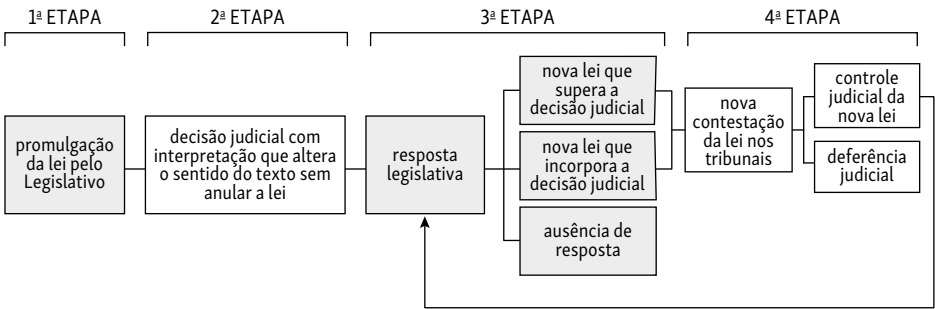 1ª ETAPA
2ª ETAPA
3ª ETAPA
4ª ETAPA
promulgação
da lei pelo
Legislativo
decisão judicial com
interpretação que altera
o sentido do texto sem
anular a lei
resposta
legislativa
nova lei que
supera a
decisão judicial
nova lei que
incorpora a
decisão judicial
ausência de
resposta
nova
contestação
da lei nos
tribunais
controle
judicial da
nova lei
deferência
judicial